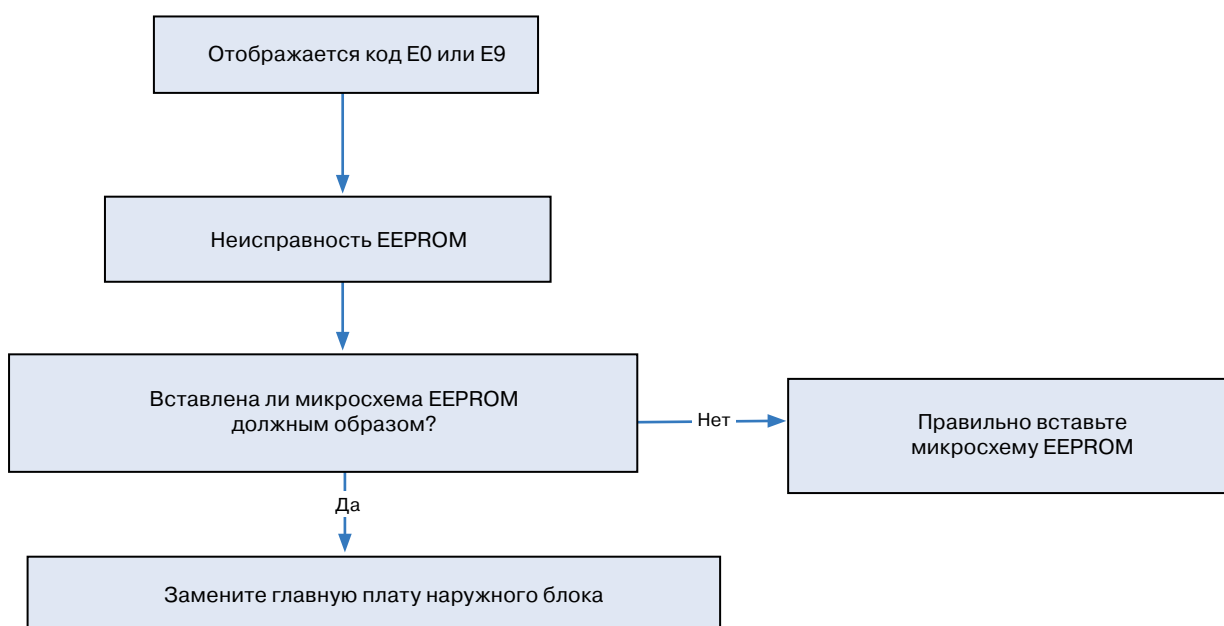 Отображается код E0 или E9
Неисправность EEPROM
Вставлена ли микросхема EEPROM
должным образом?
Нет
Правильно вставьте
микросхему EEPROM
Да
Замените главную плату наружного блока